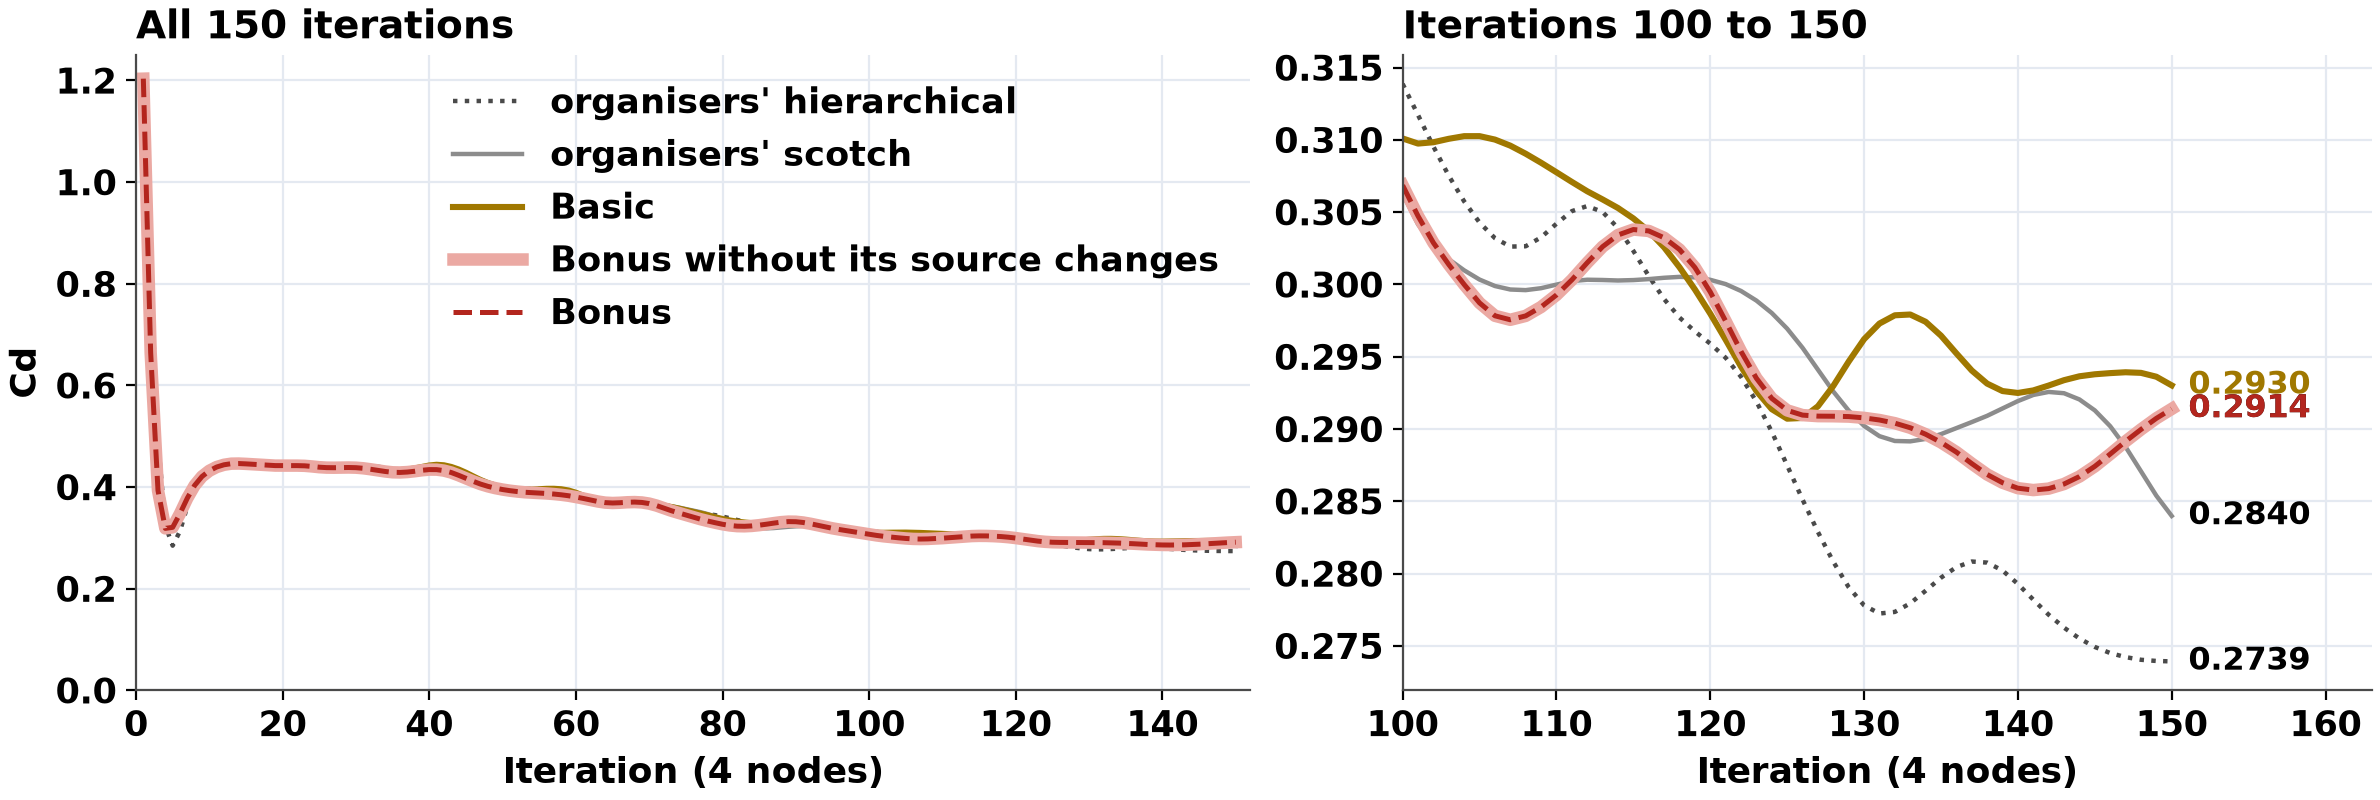 All 150 iterations
1.2
1.0
0.8
0.6
0.4
0.2
0.0
Cd
organisers' hierarchical
organisers' scotch
Basic
Bonus without its source changes
Bonus
0 20 40 60 80 100 120 140
Iteration (4 nodes)
Iterations 100 to 150
0.315
0.310
0.305
0.300
0.295
0.290
0.285
0.280
0.275
0.2930
0.2914
0.2840
0.2739
100 110 120 130 140 150 160
Iteration (4 nodes)